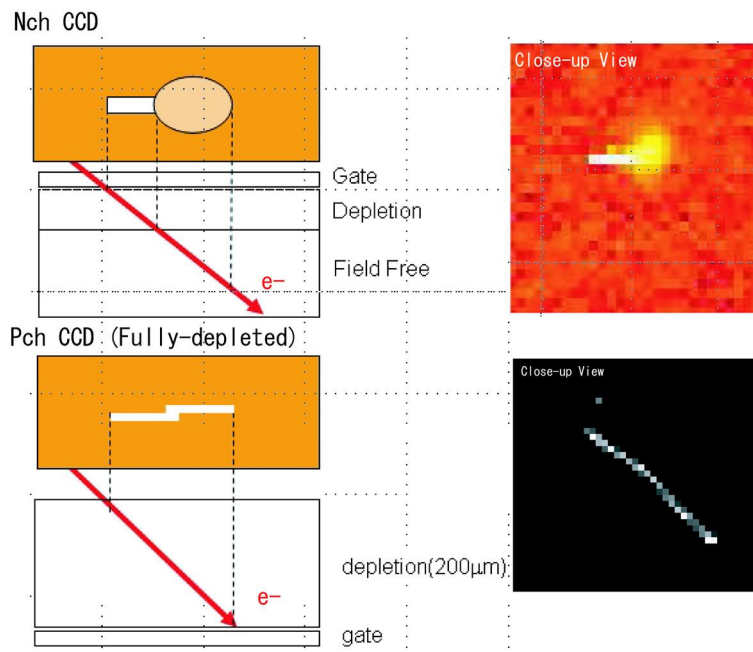 Nch CCD
Close-up View
Gate
Depletion
Field Free
e-
Pch CCD (Fully-depleted)
Close-up View
depletion(200μm)
e-
gate